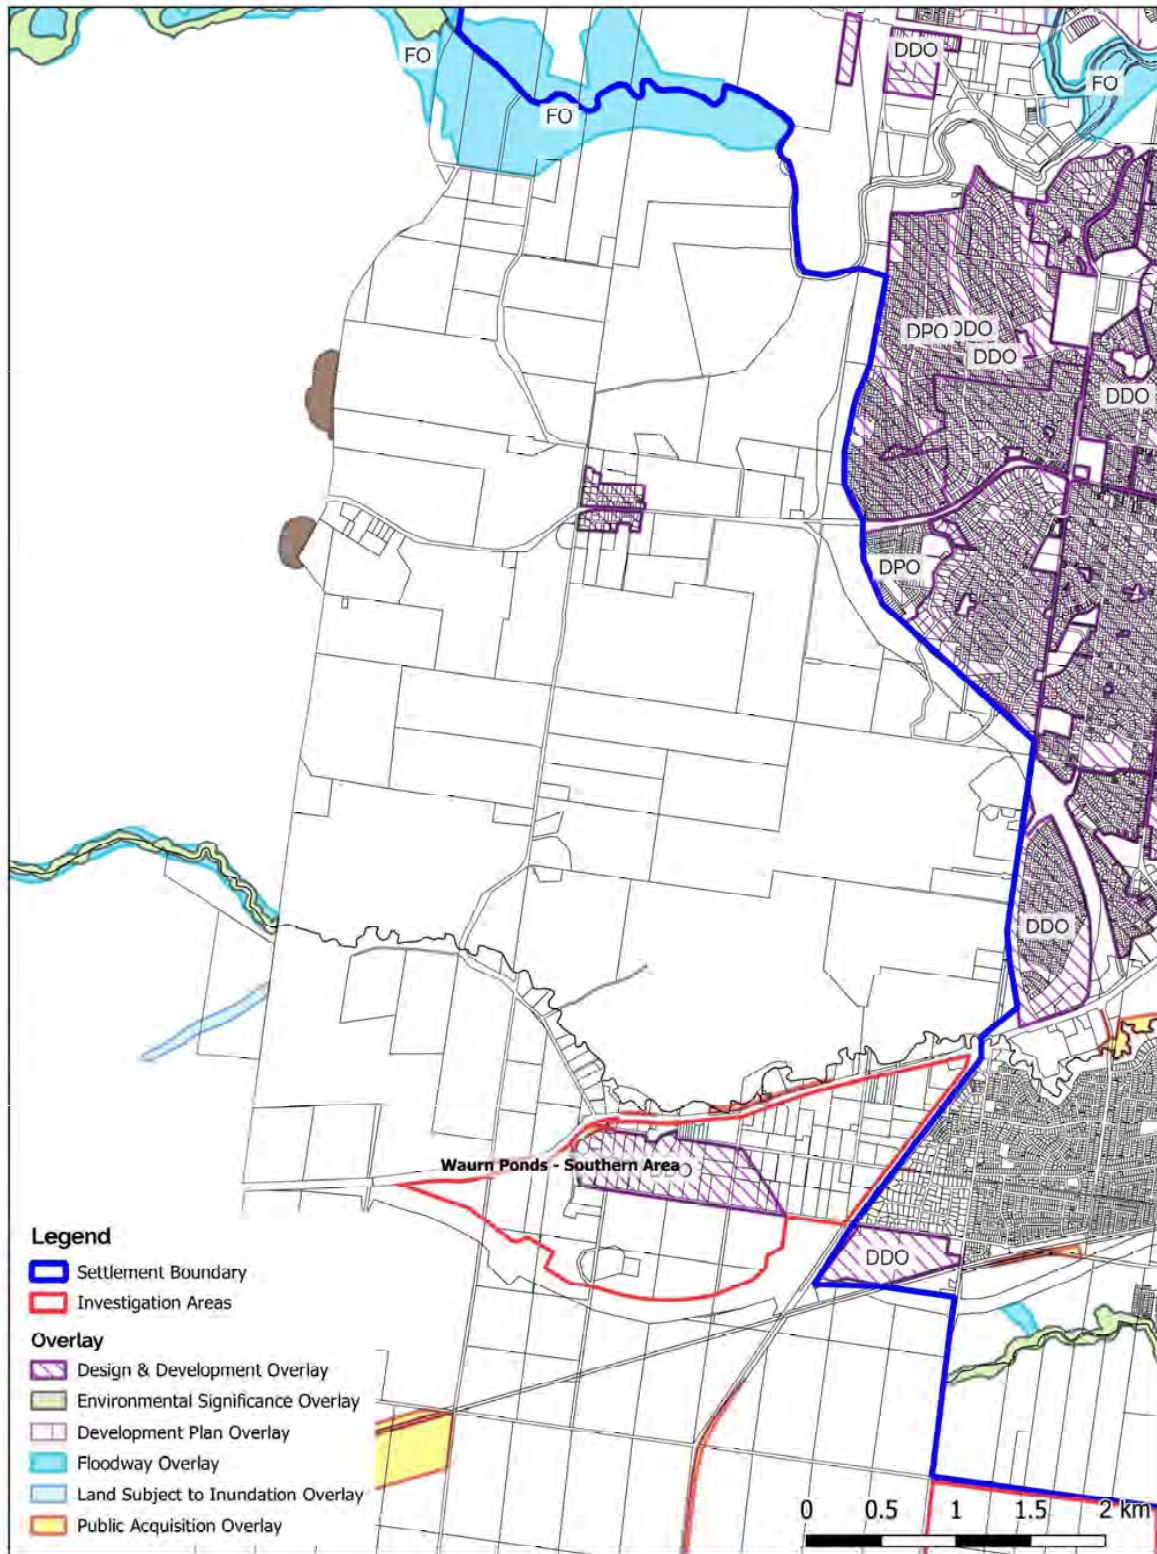 FO
DDO
FO
FO
DPO
DDO
DDO
DDO
DPO
DDO
Waurn Ponds - Southern Area
DDO
DDO
Legend
Settlement Boundary
Investigation Areas
Overlay
Design & Development Overlay
Environmental Significance Overlay
Development Plan Overlay
Floodway Overlay
Land Subject to Inundation Overlay
Public Acquisition Overlay
0 0.5 1 1.5 2 km